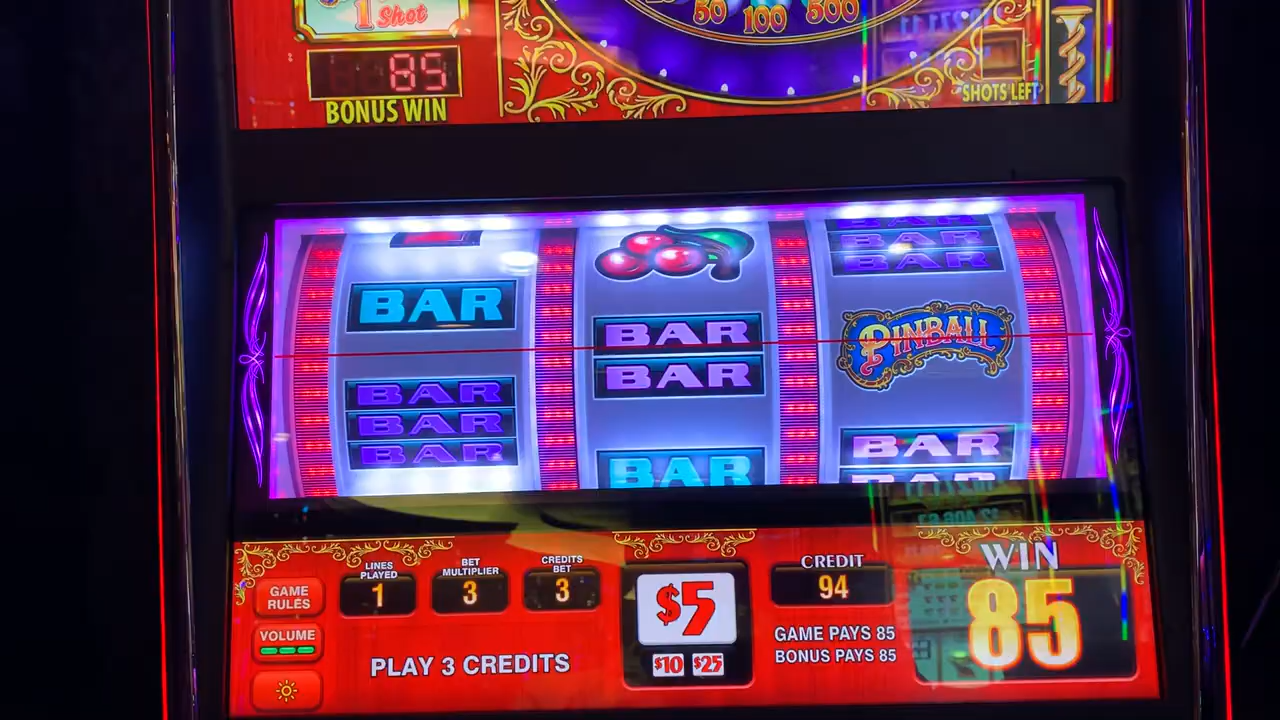 1 Shot
50 100 500
85
BONUS WIN
SHOTS LEFT
BAR
BAR
BAR
BAR
BAR
BAR
BAR
BAR
BAR
BAR
BAR
BAR
PINBALL
BAR
BAR
GAME RULES
VOLUME
LINES PLAYED
1
BET MULTIPLIER
3
CREDITS BET
3
PLAY 3 CREDITS
$5
$10 $25
CREDIT
94
GAME PAYS 85
BONUS PAYS 85
WIN
85